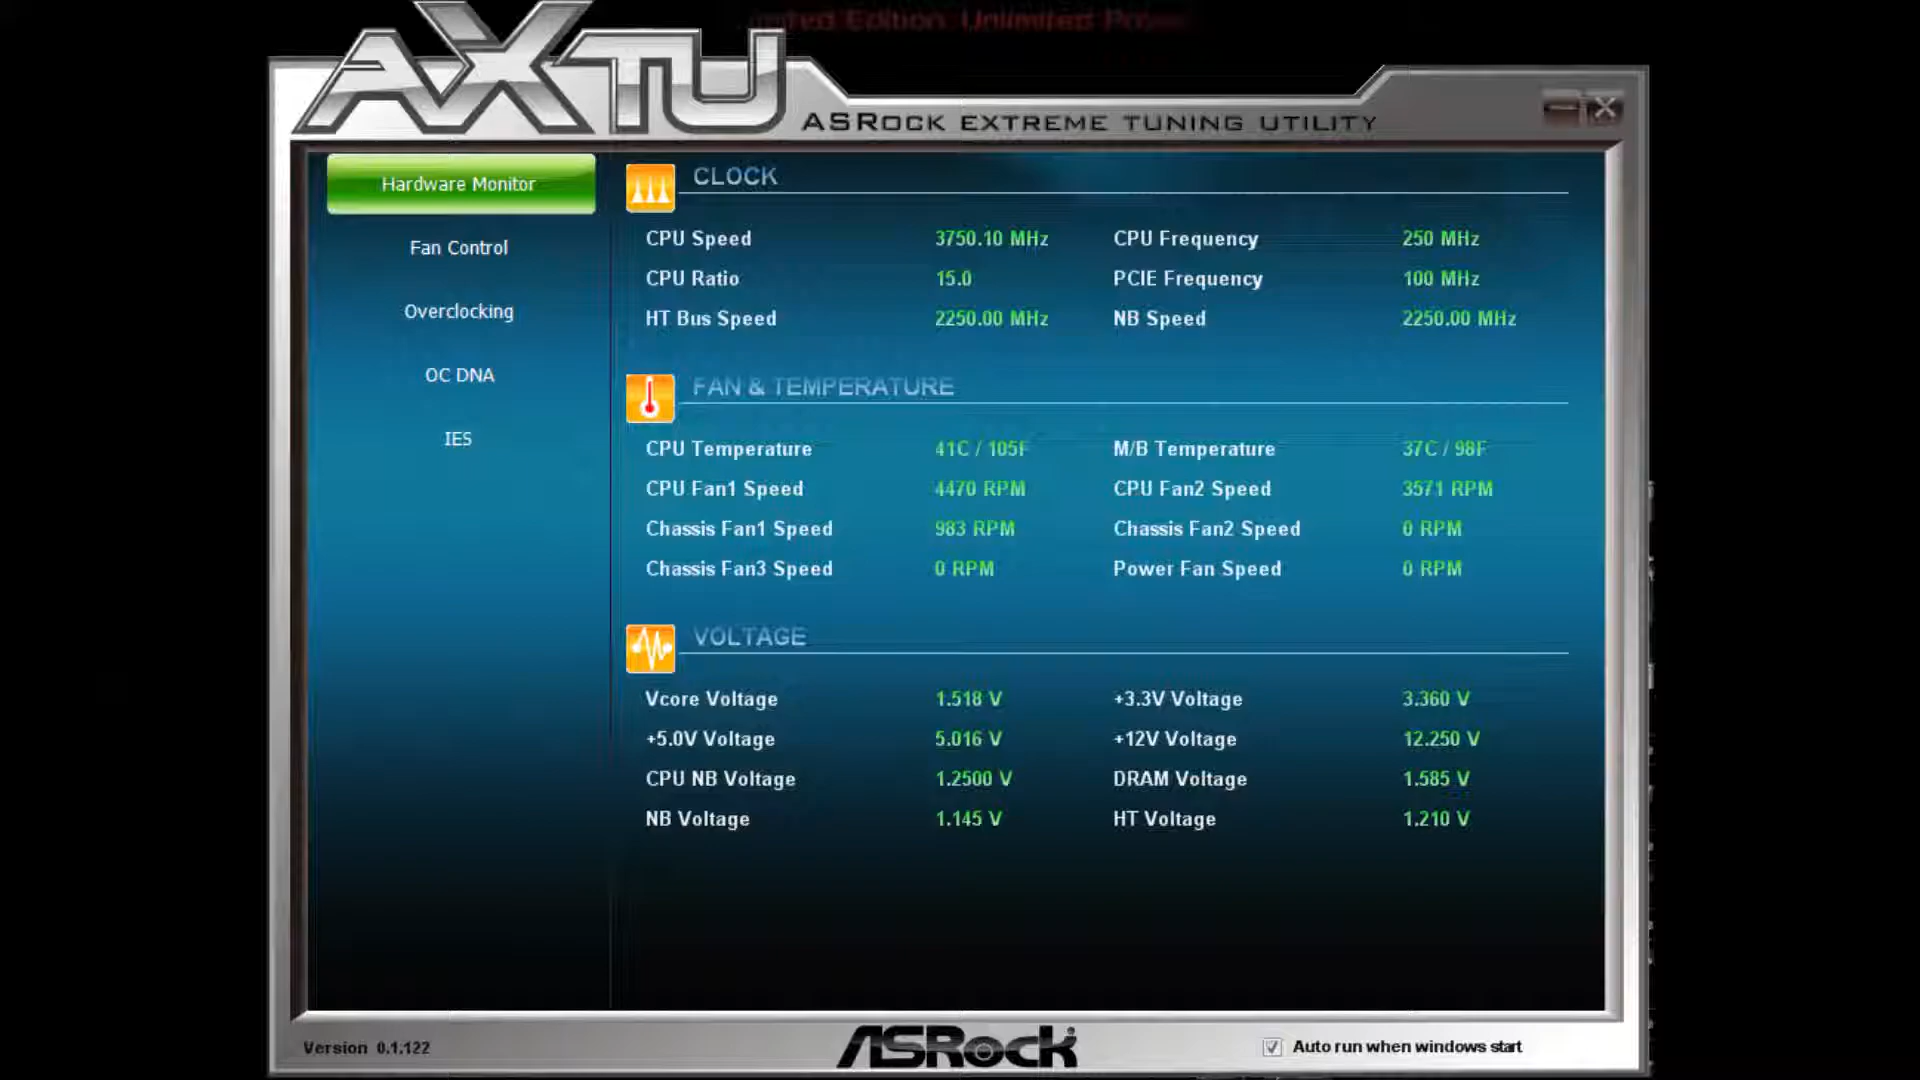 Edition Unlimited
AXTU
ASROCK EXTREME TUNING UTILITY
Hardware Monitor
Fan Control
Overclocking
OC DNA
IES
CLOCK
CPU Speed 3750.10 MHz CPU Frequency 250 MHz
CPU Ratio 15.0 PCIE Frequency 100 MHz
HT Bus Speed 2250.00 MHz NB Speed 2250.00 MHz
FAN & TEMPERATURE
CPU Temperature 41C / 105F M/B Temperature 37C / 98F
CPU Fan1 Speed 4470 RPM CPU Fan2 Speed 3571 RPM
Chassis Fan1 Speed 983 RPM Chassis Fan2 Speed 0 RPM
Chassis Fan3 Speed 0 RPM Power Fan Speed 0 RPM
VOLTAGE
Vcore Voltage 1.518 V +3.3V Voltage 3.360 V
+5.0V Voltage 5.016 V +12V Voltage 12.250 V
CPU NB Voltage 1.2500 V DRAM Voltage 1.585 V
NB Voltage 1.145 V HT Voltage 1.210 V
Version 0.1.122
ASRock
Auto run when windows start